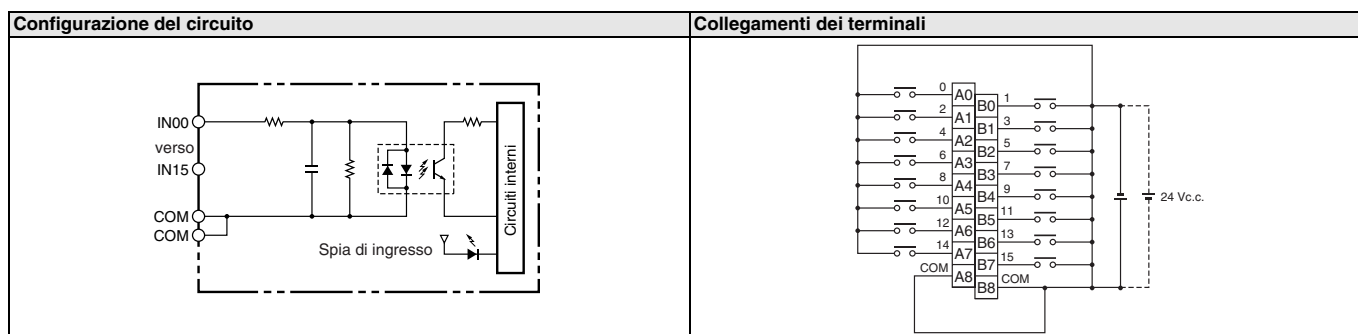 Configurazione del circuito
Collegamenti dei terminali
IN00
verso
IN15
COM
COM
Spia di ingresso
Circuiti interni
0 A0
B0 1
2 A1
B1 3
4 A2
B2 5
6 A3
B3 7
8 A4
B4 9
10 A5
B5 11
12 A6
B6 13
14 A7
B7 15
COM A8
B8 COM
24 Vc.c.